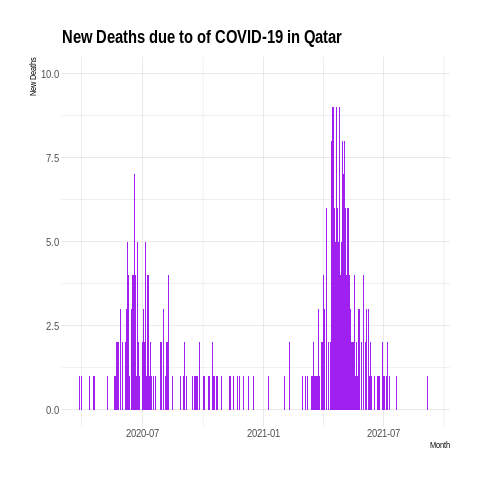 New Deaths due to of COVID-19 in Qatar
New Deaths
10.0
7.5
5.0
2.5
0.0
2020-07
2021-01
2021-07
Month